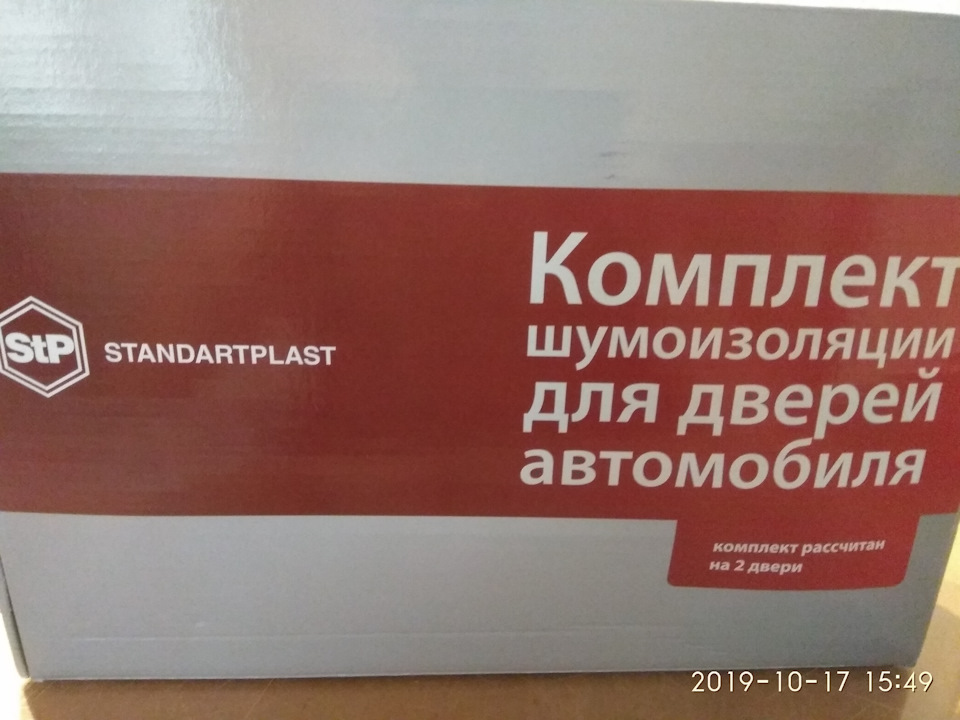 StP
STANDARTPLAST
Комплект
шумоизоляции
для дверей
автомобиля
комплект рассчитан
на 2 двери
2019-10-17 15:49